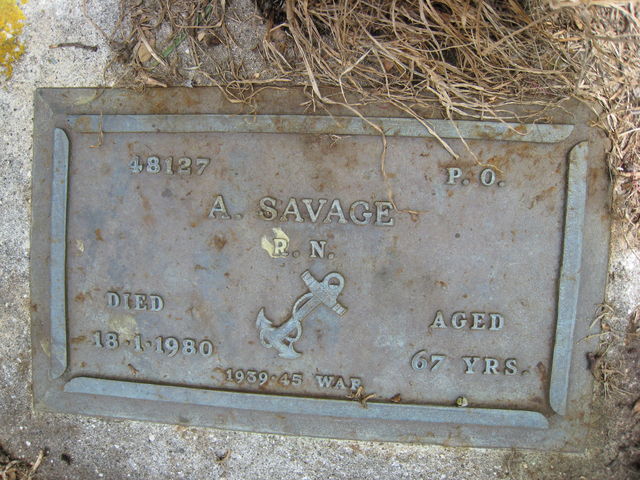 48127 P. O.
A. SAVAGE
R. N.
DIED AGED
18·1·1980 67 YRS.
1939·45 WAR